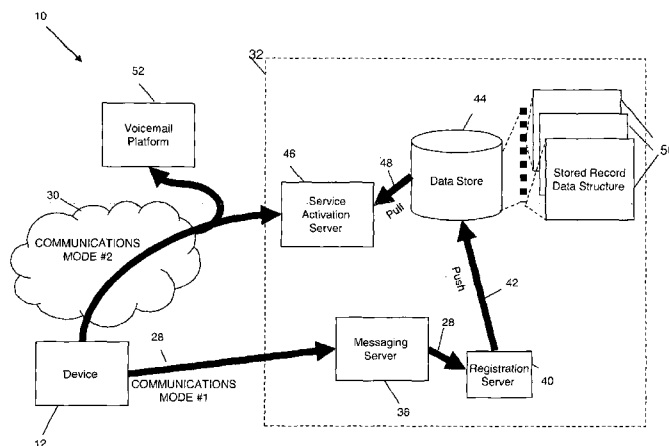 10
52
Voicemail
Platform
32
44
50
46
48
Data Store
Stored Record
Data Structure
Service
Activation
Server
Pull
30
COMMUNICATIONS
MODE #2
Push
42
28
Messaging
Server
28
Device
COMMUNICATIONS
MODE #1
Registration
Server
40
12